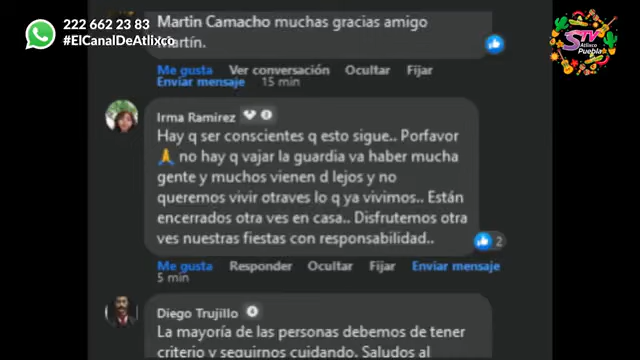 222 662 23 83
#ElCanalDeAtlixco
STV
Atlixco
Puebla
Martin Camacho muchas gracias amigo
artín.
Me gusta Ver conversación Ocultar Fijar
Enviar mensaje 15 min
Irma Ramirez
Hay q ser conscientes q esto sigue.. Porfavor
🙏 no hay q vajar la guardia va haber mucha
gente y muchos vienen d lejos y no
queremos vivir otraves lo q ya vivimos.. Están
encerrados otra ves en casa.. Disfrutemos otra
ves nuestras fiestas con responsabilidad..
2
Me gusta Responder Ocultar Fijar Enviar mensaje
5 min
Diego Trujillo
La mayoría de las personas debemos de tener
criterio y seguirnos cuidando. Saludos al